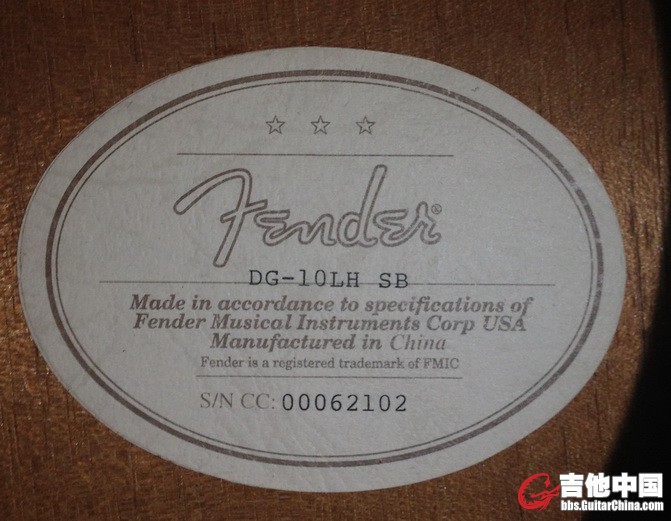 Fender®
DG-10LH SB
Made in accordance to specifications of
Fender Musical Instruments Corp USA
Manufactured in China
Fender is a registered trademark of FMIC
S/N CC: 00062102
吉他中国
bbs.GuitarChina.com